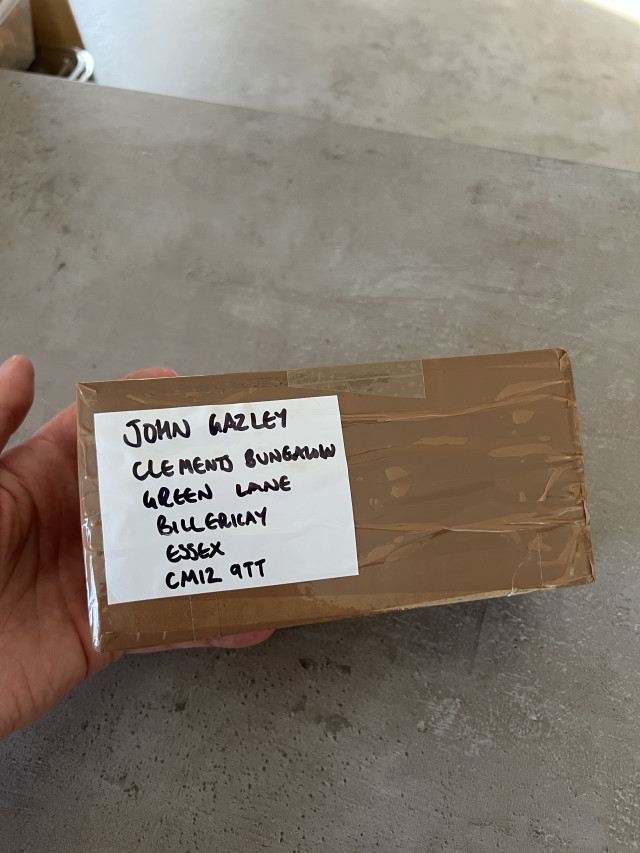 JOHN GAZLEY
CLEMENTS BUNGALOW
GREEN LANE
BILLERICAY
ESSEX
CM12 9TT